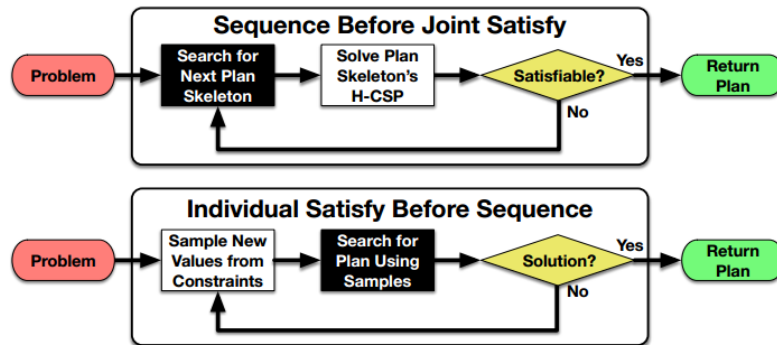 Sequence Before Joint Satisfy
Problem
Search for
Next Plan
Skeleton
Solve Plan
Skeleton's
H-CSP
Satisfiable?
Yes
No
Return
Plan
Individual Satisfy Before Sequence
Problem
Sample New
Values from
Constraints
Search for
Plan Using
Samples
Solution?
Yes
No
Return
Plan